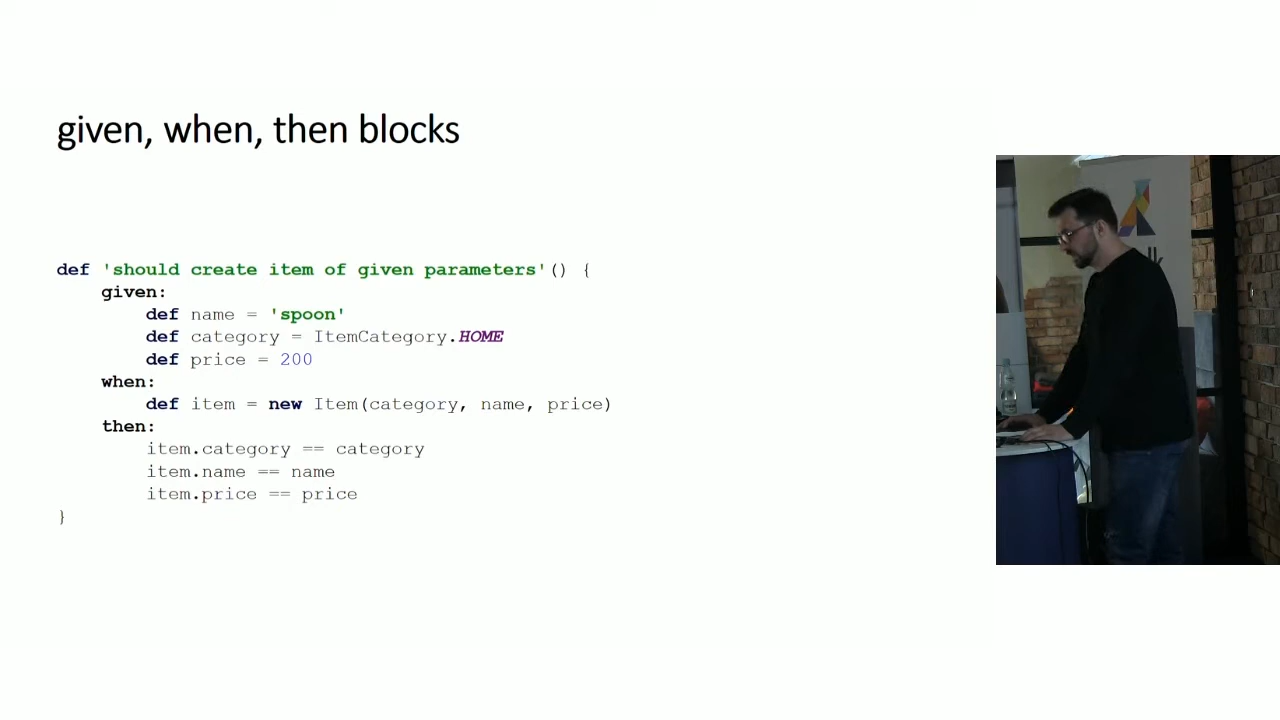 given, when, then blocks
def 'should create item of given parameters'() {
given:
def name = 'spoon'
def category = ItemCategory.HOME
def price = 200
when:
def item = new Item(category, name, price)
then:
item.category == category
item.name == name
item.price == price
}